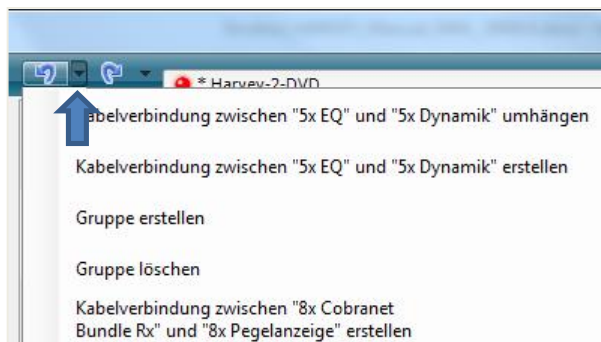 * Harvey-2-DVD
Kabelverbindung zwischen "5x EQ" und "5x Dynamik" umhängen
Kabelverbindung zwischen "5x EQ" und "5x Dynamik" erstellen
Gruppe erstellen
Gruppe löschen
Kabelverbindung zwischen "8x Cobranet
Bundle Rx" und "8x Pegelanzeige" erstellen